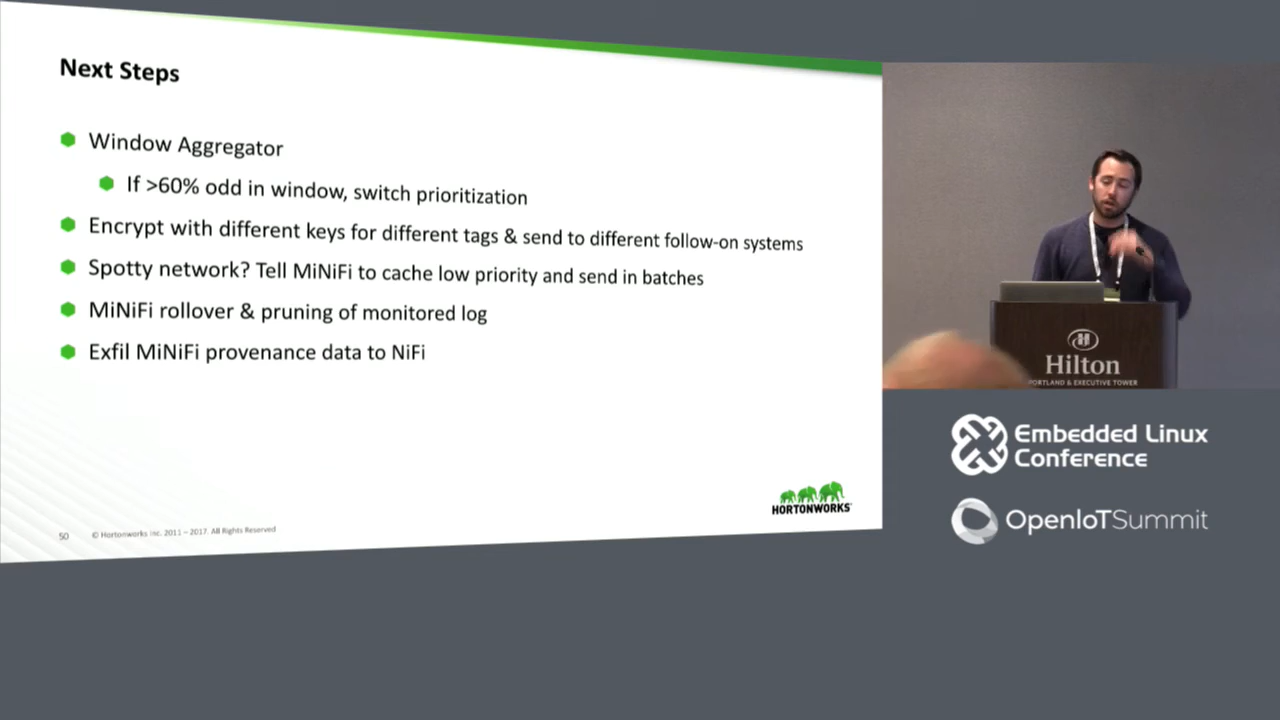 Next Steps
Window Aggregator
If >60% odd in window, switch prioritization
Encrypt with different keys for different tags & send to different follow-on systems
Spotty network? Tell MiNiFi to cache low priority and send in batches
MiNiFi rollover & pruning of monitored log
Exfil MiNiFi provenance data to NiFi
HORTONWORKS
50 © Hortonworks Inc. 2011 – 2017. All Rights Reserved
Hilton
PORTLAND & EXECUTIVE TOWER
Embedded Linux
Conference
OpenIoTSummit